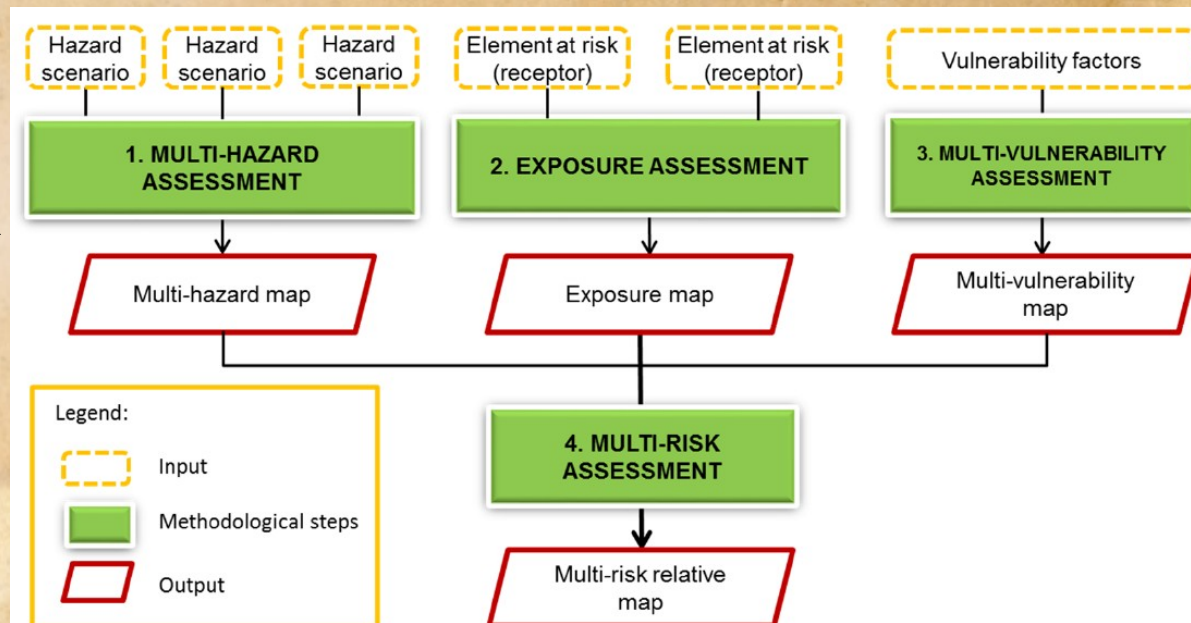 Hazard
scenario
Hazard
scenario
Hazard
scenario
Element at risk
(receptor)
Element at risk
(receptor)
Vulnerability factors
1. MULTI-HAZARD
ASSESSMENT
2. EXPOSURE ASSESSMENT
3. MULTI-VULNERABILITY
ASSESSMENT
Multi-hazard map
Exposure map
Multi-vulnerability
map
Legend:
Input
Methodological steps
Output
4. MULTI-RISK
ASSESSMENT
Multi-risk relative
map